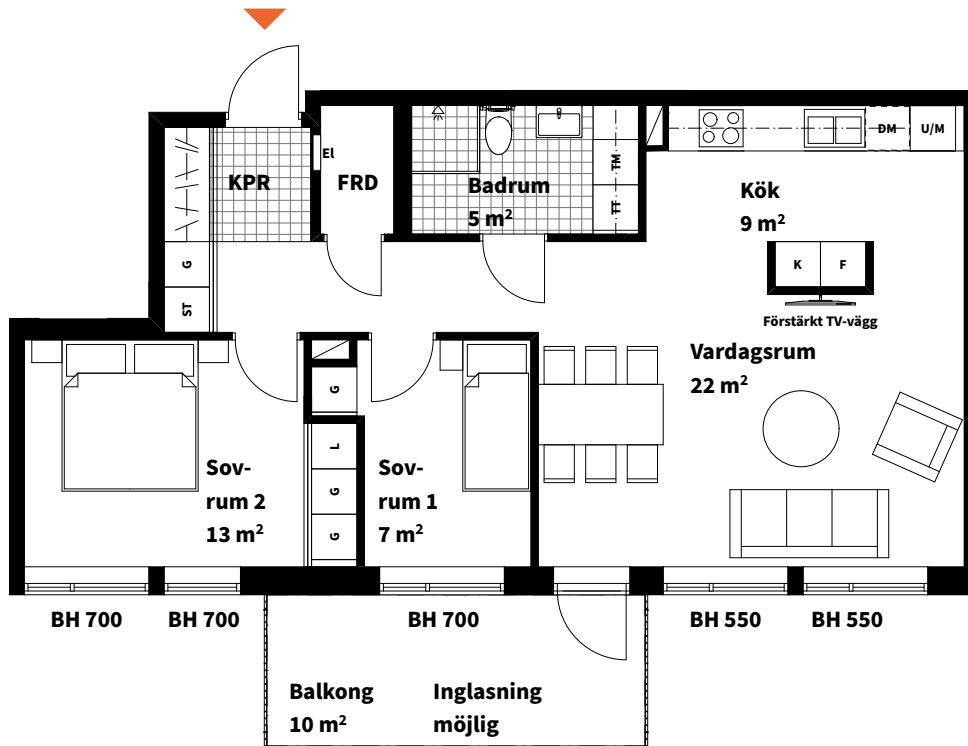 El
KPR
FRD
Badrum
5 m²
TM
TT
DM
U/M
Kök
9 m²
K
F
Förstärkt TV-vägg
Vardagsrum
22 m²
G
ST
G
L
G
G
Sov-
rum 2
13 m²
Sov-
rum 1
7 m²
BH 700
BH 700
BH 700
BH 550
BH 550
Balkong
10 m²
Inglasning
möjlig